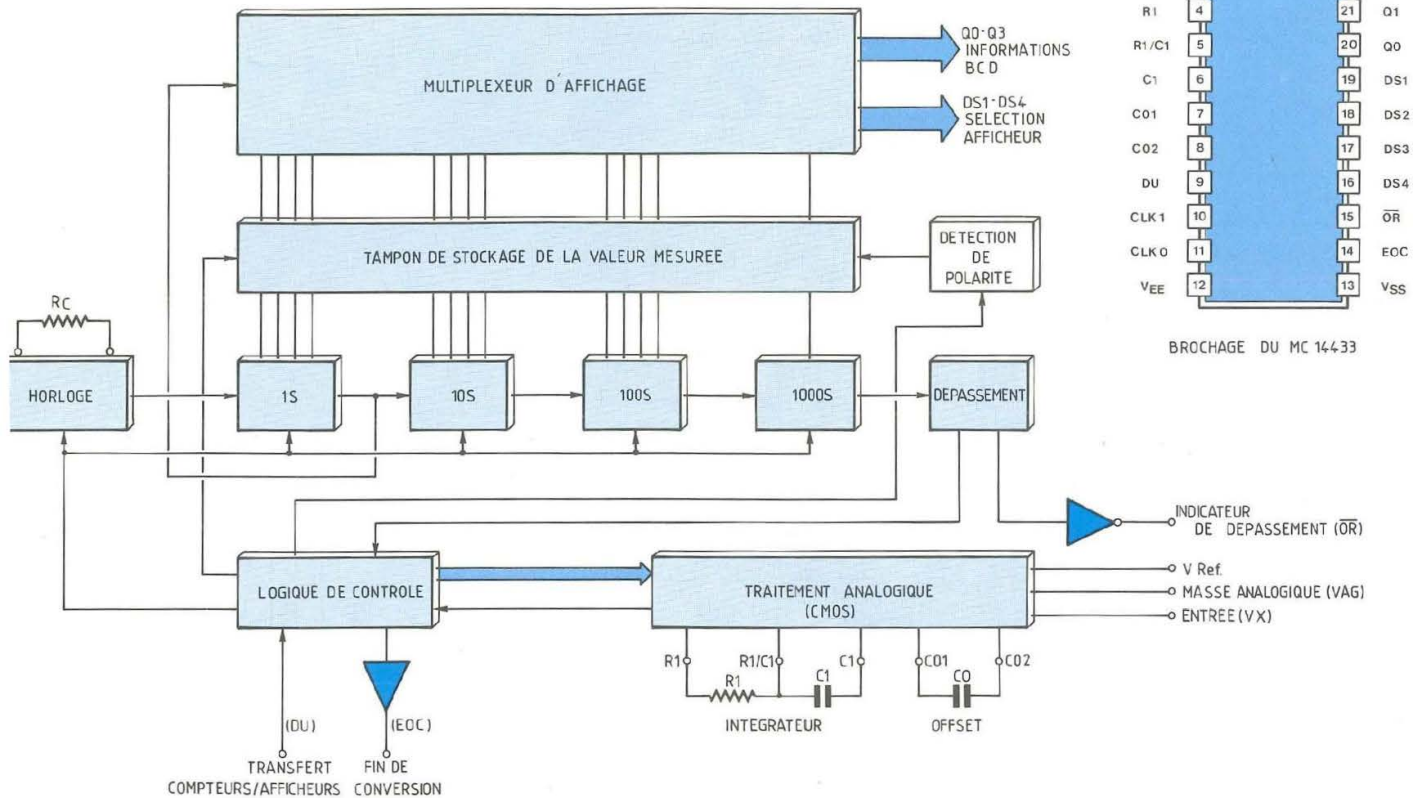 MULTIPLEXEUR D'AFFICHAGE
Q0-Q3
INFORMATIONS
BCD
DS1-DS4
SELECTION
AFFICHEUR
TAMPON DE STOCKAGE DE LA VALEUR MESUREE
DETECTION
DE
POLARITE
RC
HORLOGE
1S
10S
100S
1000S
DEPASSEMENT
INDICATEUR
DE DEPASSEMENT (OR)
LOGIQUE DE CONTROLE
TRAITEMENT ANALOGIQUE
(CMOS)
V Ref.
MASSE ANALOGIQUE (VAG)
ENTREE (VX)
R1
R1/C1
C1
C01
C02
R1
C1
C0
INTEGRATEUR
OFFSET
(DU)
(EOC)
TRANSFERT
COMPTEURS/AFFICHEURS
FIN DE
CONVERSION
R1 4 21 Q1
R1/C1 5 20 Q0
C1 6 19 DS1
C01 7 18 DS2
C02 8 17 DS3
DU 9 16 DS4
CLK1 10 15 OR
CLK0 11 14 EOC
VEE 12 13 VSS
BROCHAGE DU MC 14433